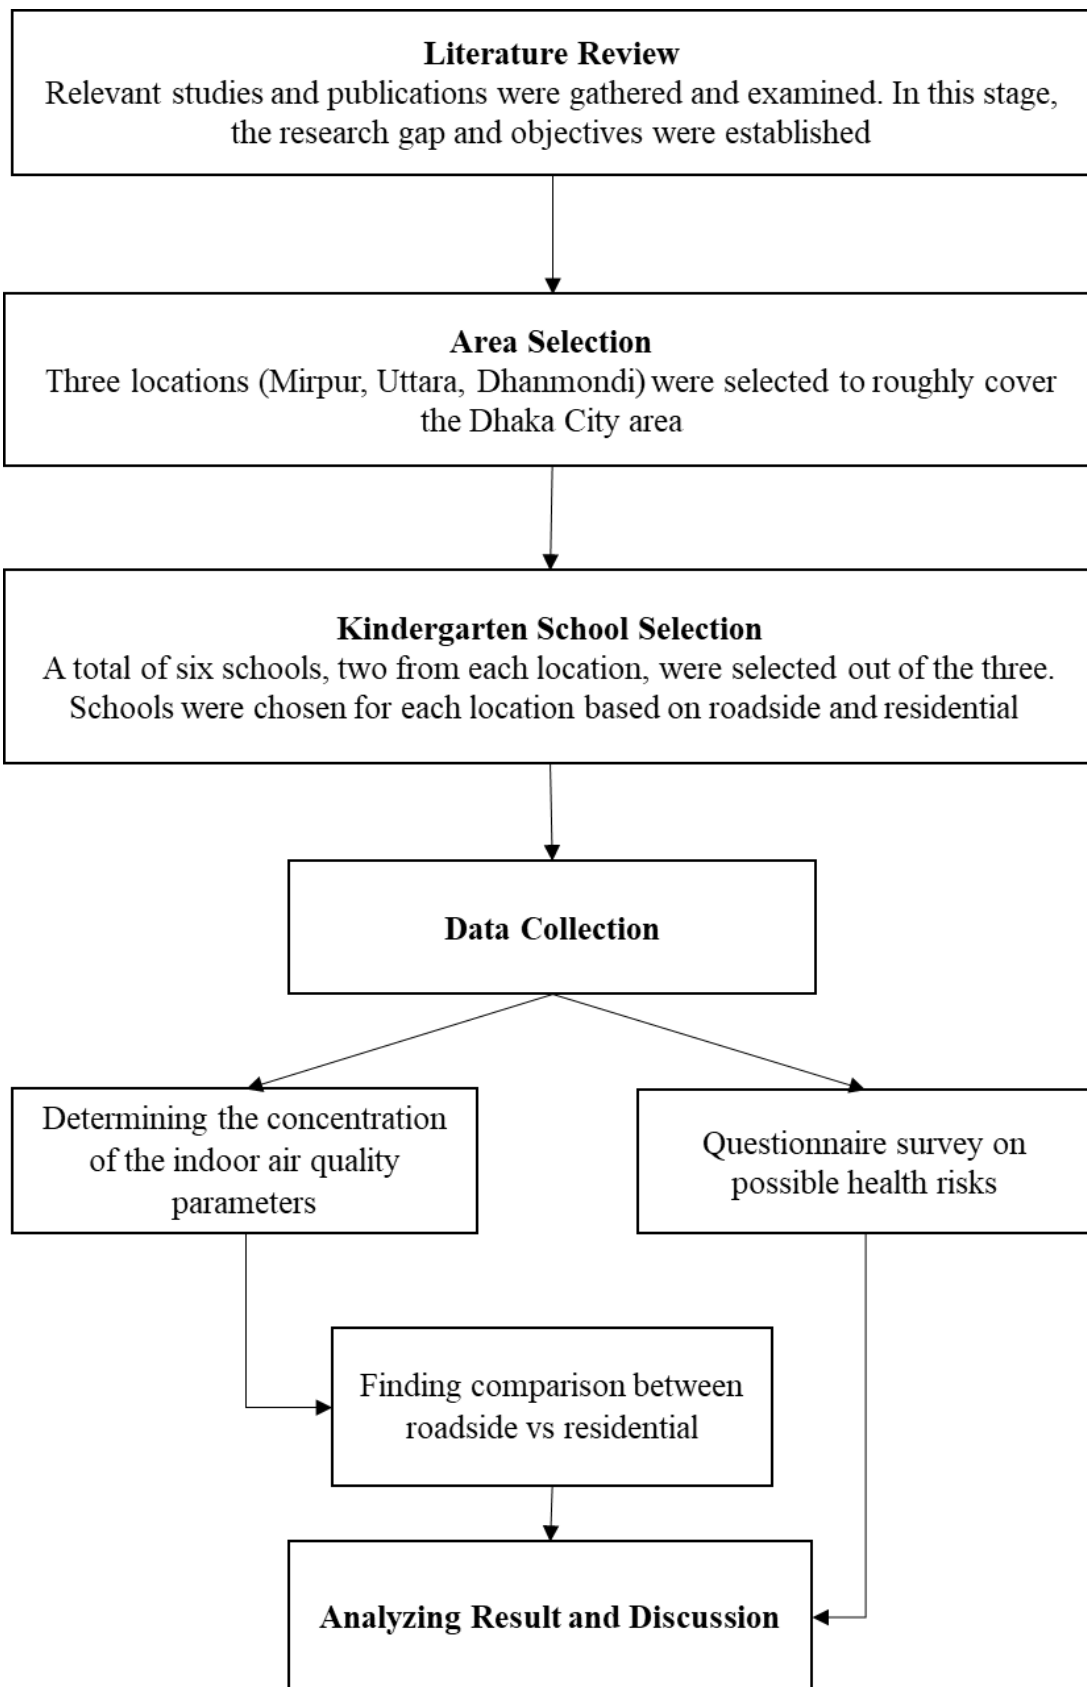 Literature Review
Relevant studies and publications were gathered and examined. In this stage,
the research gap and objectives were established
Area Selection
Three locations (Mirpur, Uttara, Dhanmondi) were selected to roughly cover
the Dhaka City area
Kindergarten School Selection
A total of six schools, two from each location, were selected out of the three.
Schools were chosen for each location based on roadside and residential
Data Collection
Determining the concentration
of the indoor air quality
parameters
Questionnaire survey on
possible health risks
Finding comparison between
roadside vs residential
Analyzing Result and Discussion